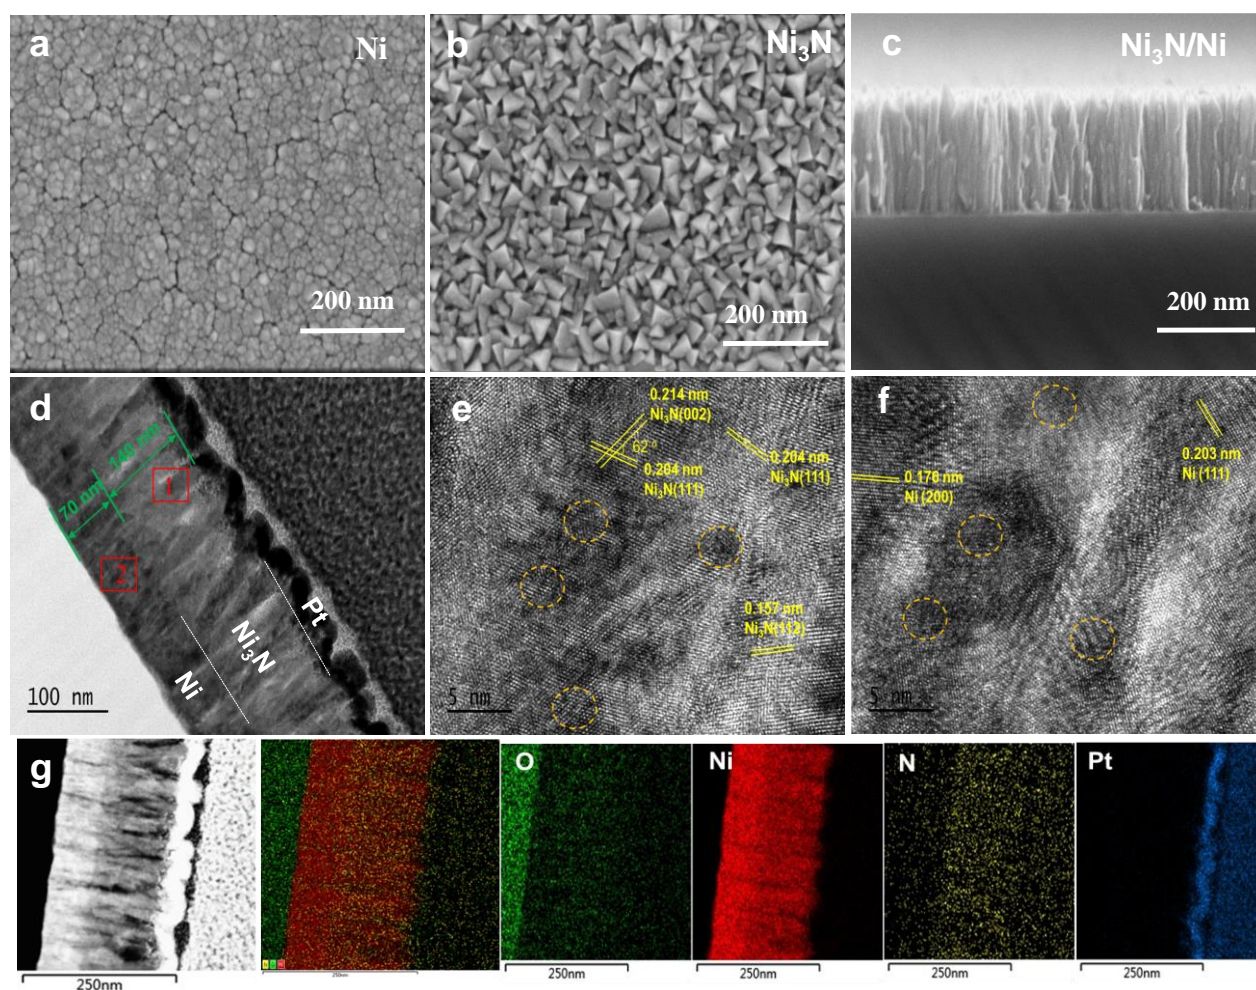 a
Ni
200 nm
b
Ni₃N
200 nm
c
Ni₃N/Ni
200 nm
d
140 nm
70 nm
1
2
Pt
Ni₃N
Ni
100 nm
e
0.214 nm
Ni₃N(002)
62 º
0.204 nm
Ni₃N(111)
0.204 nm
Ni₃N(111)
0.157 nm
Ni₃N(112)
5 nm
f
0.203 nm
Ni (111)
0.176 nm
Ni (200)
5 nm
g
250nm
250nm
O
250nm
Ni
250nm
N
250nm
Pt
250nm